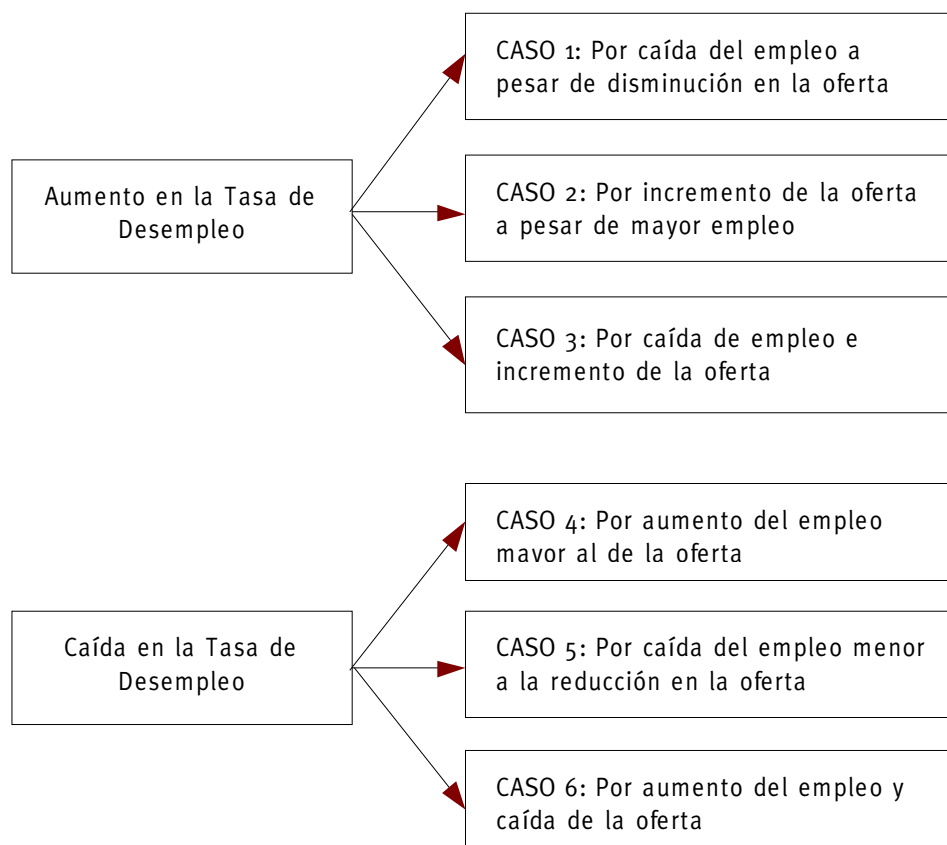 CASO 1: Por caída del empleo a
pesar de disminución en la oferta
Aumento en la Tasa de
Desempleo
CASO 2: Por incremento de la oferta
a pesar de mayor empleo
CASO 3: Por caída de empleo e
incremento de la oferta
CASO 4: Por aumento del empleo
mavor al de la oferta
Caída en la Tasa de
Desempleo
CASO 5: Por caída del empleo menor
a la reducción en la oferta
CASO 6: Por aumento del empleo y
caída de la oferta